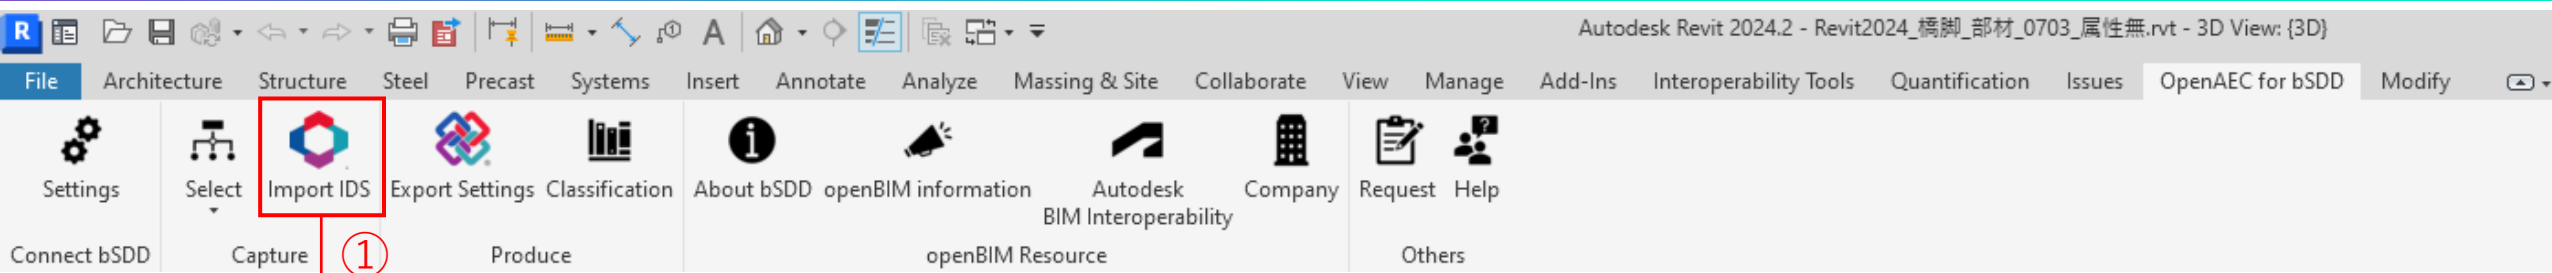 R
Autodesk Revit 2024.2 - Revit2024_橋脚_部材_0703_属性無.rvt - 3D View: {3D}
File Architecture Structure Steel Precast Systems Insert Annotate Analyze Massing & Site Collaborate View Manage Add-Ins Interoperability Tools Quantification Issues OpenAEC for bSDD Modify
Settings Select Import IDS Export Settings Classification About bSDD openBIM information Autodesk Company Request Help
BIM Interoperability
Connect bSDD Capture ① Produce openBIM Resource Others